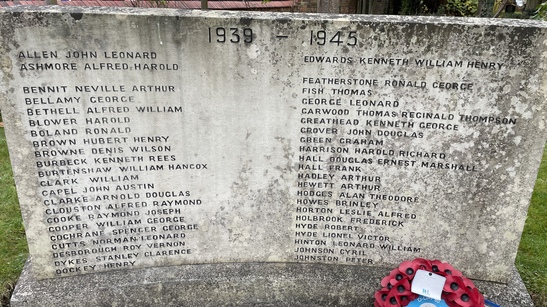 1939 - 1945
ALLEN JOHN LEONARD
ASHMORE ALFRED HAROLD
BENNIT NEVILLE ARTHUR
BELLAMY GEORGE
BETHELL ALFRED WILLIAM
BLOWER HAROLD
BOLAND RONALD
BROWN HUBERT HENRY
BROWNE DENIS WILSON
BURBECK KENNETH REES
BURTENSHAW WILLIAM HANCOX
CLARK WILLIAM
CAPEL JOHN AUSTIN
CLARKE ARNOLD DOUGLAS
CLOUSTON ALFRED RAYMOND
COOKE RAYMOND JOSEPH
COOPER WILLIAM GEORGE
COCHRANE SPENCER GEORGE
CUTTS NORMAN LEONARD
DESBOROUGH ROY VERNON
DYKES STANLEY CLARENCE
DOCKEY HENRY
EDWARDS KENNETH WILLIAM HENRY
FEATHERSTONE RONALD GEORGE
FISH THOMAS
GEORGE LEONARD
GARWOOD THOMAS REGINALD THOMPSON
GREATHEAD KENNETH GEORGE
GROVER JOHN DOUGLAS
GREEN GRAHAM
HARRISON HAROLD RICHARD
HALL DOUGLAS ERNEST MARSHALL
HALL FRANK
HADLEY ARTHUR
HEWETT ARTHUR
HODGES ALAN THEODORE
HOWES BRINLEY
HORTON LESLIE ALFRED
HOLBROOK FREDERICK
HYDE ROBERT
HYDE LIONEL VICTOR
HINTON LEONARD WILLIAM
JOHNSON CYRIL
JOHNSTON PETER